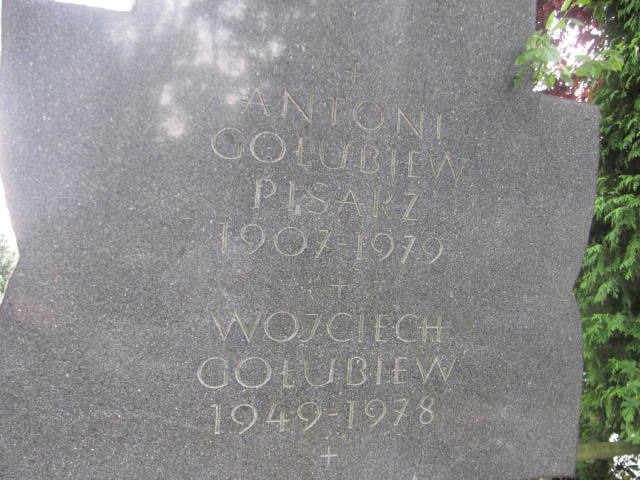 +
ANTONI
GOŁUBIEW
PISARZ
1907-1979
+
WOJCIECH
GOŁUBIEW
1949-1978
+